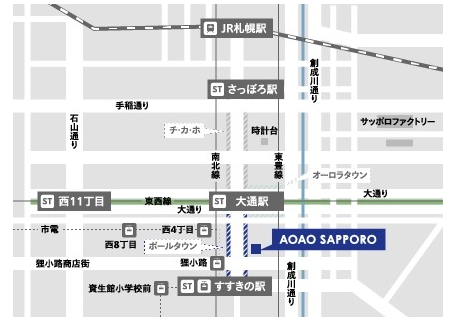 JR札幌駅
ST さっぽろ駅
創成川通り
手稲通り
石山通り
チ・カ・ホ
時計台
サッポロファクトリー
南北線
東豊線
オーロラタウン
ST 西11丁目
東西線
ST 大通駅
大通り
大通り
市電
西8丁目
西4丁目
ポールタウン
AOAO SAPPORO
狸小路商店街
狸小路
創成川通り
資生館小学校前
ST すすきの駅